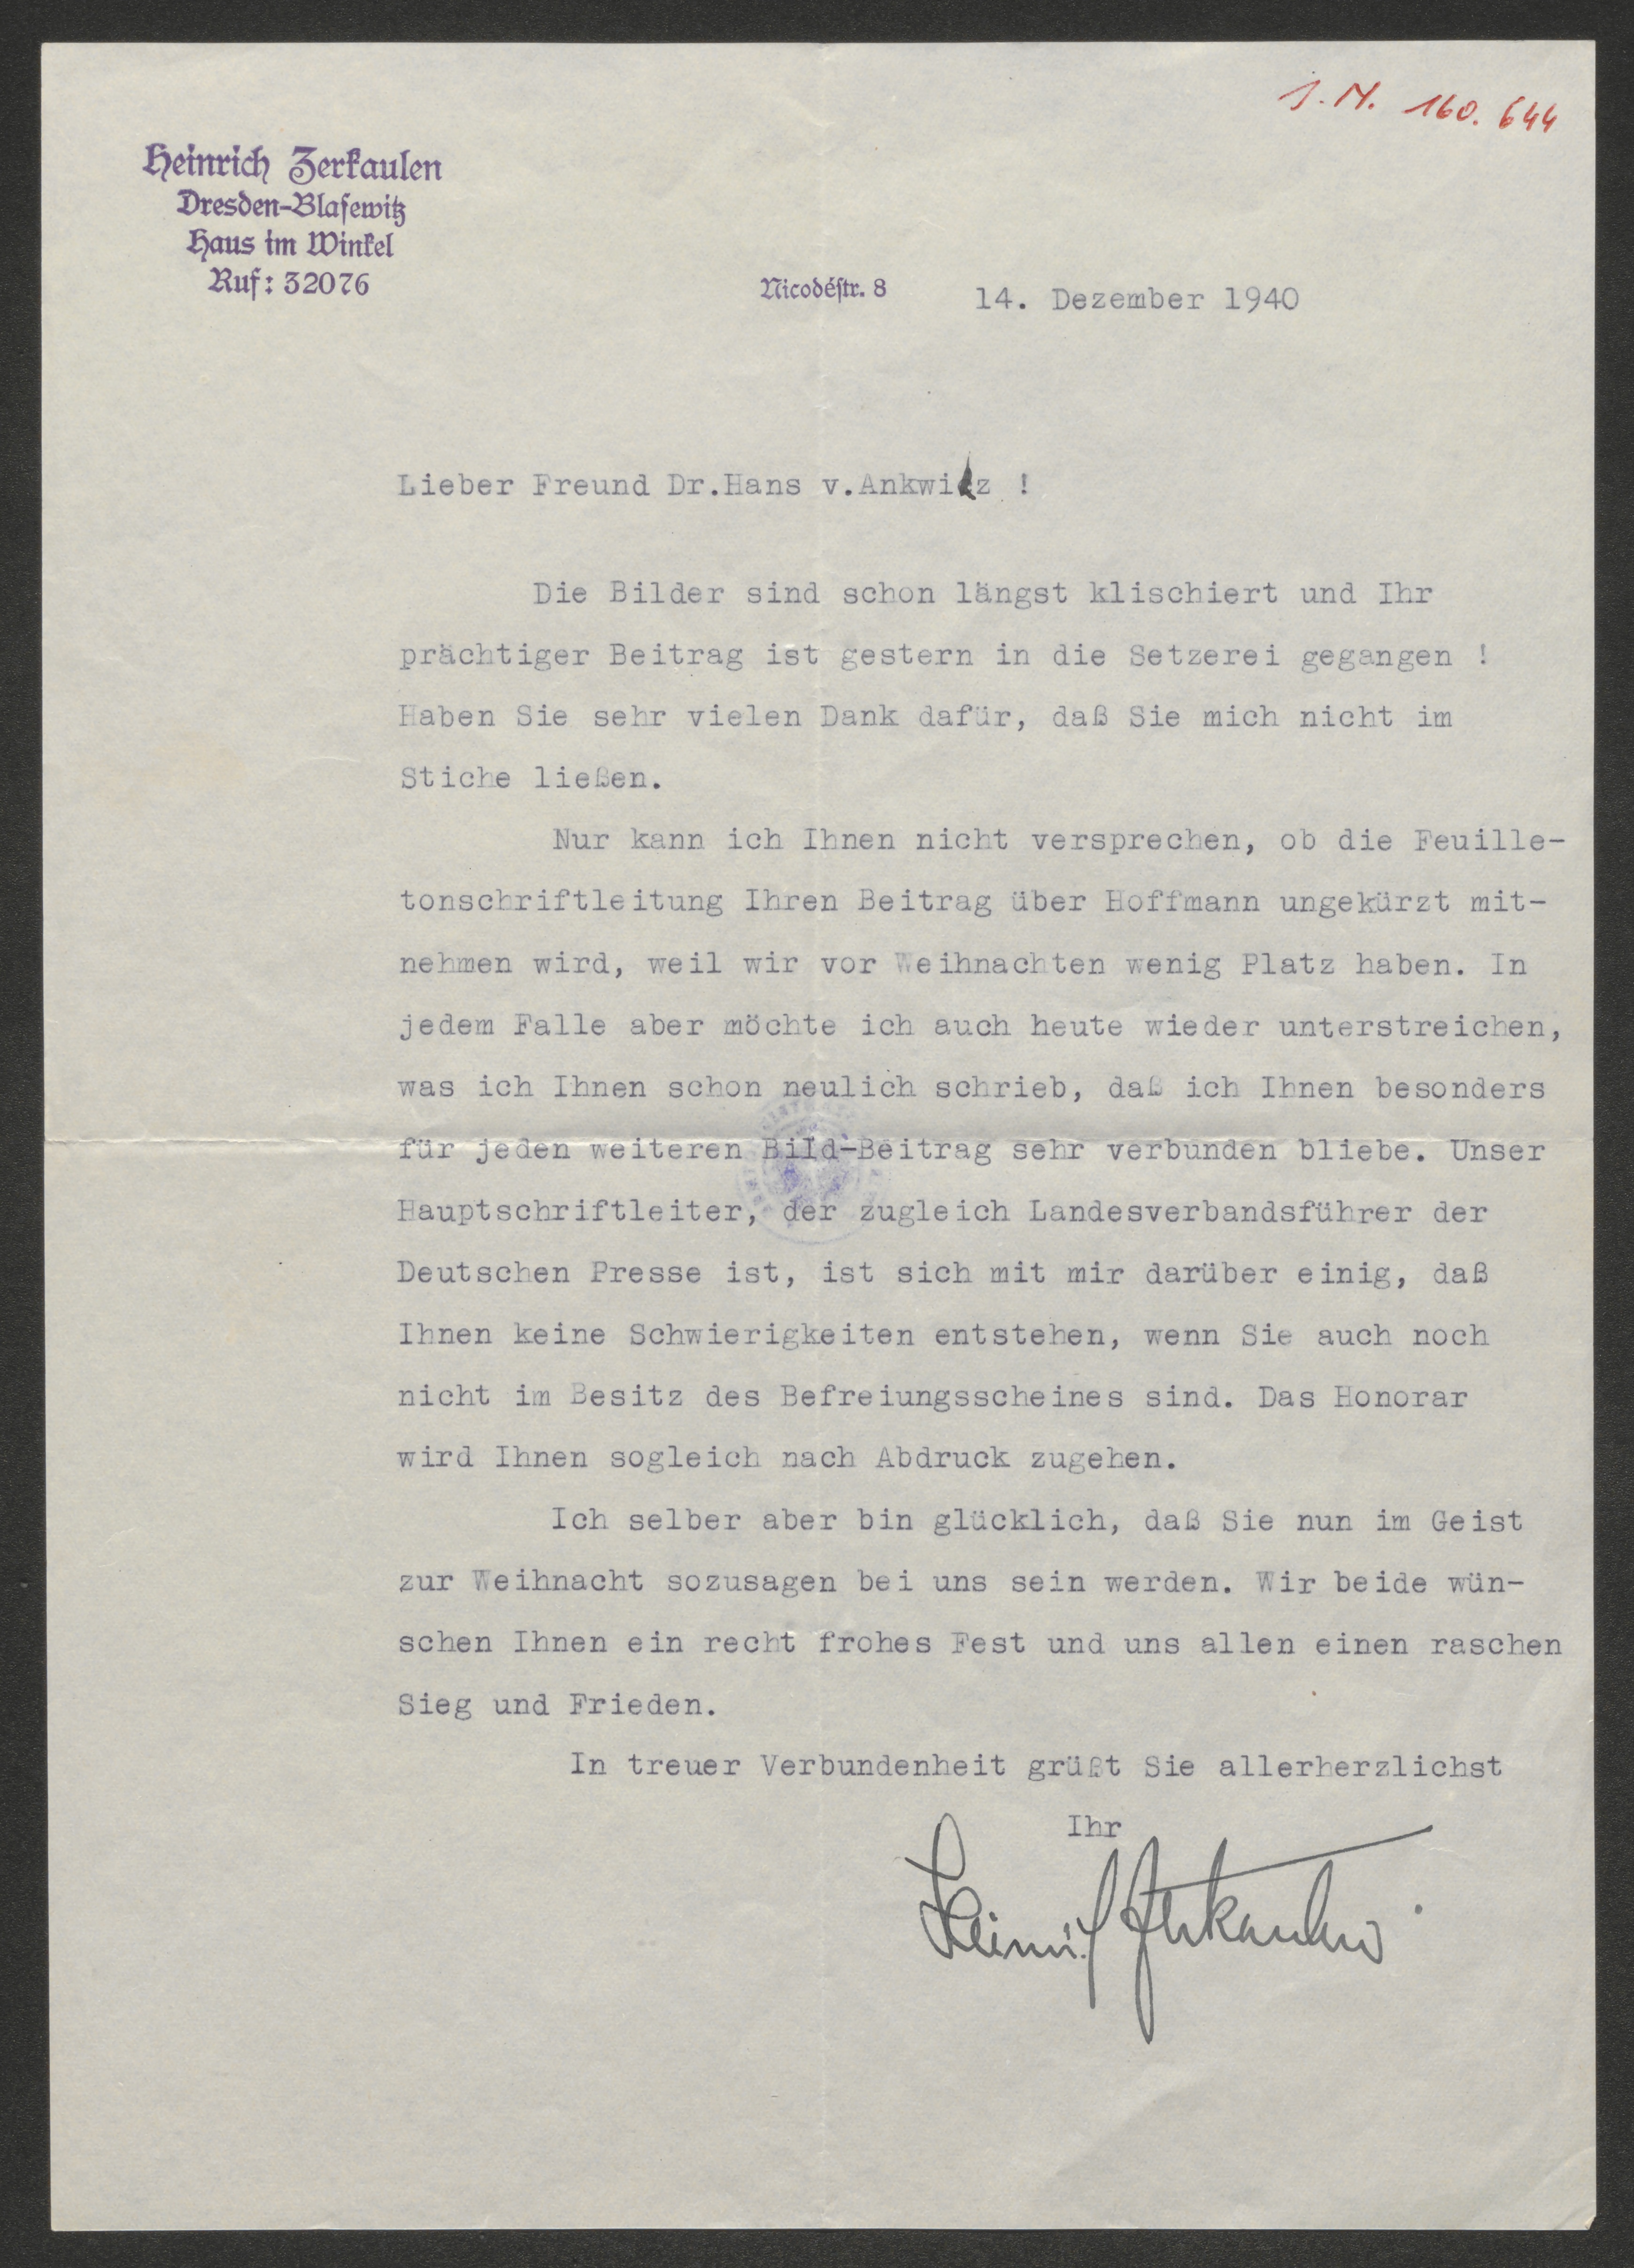 J.N. 160.644
Heinrich Zerkaulen
Dresden-Blasewitz
Haus im Winkel
Ruf: 32076
Nicodéstr. 8 14. Dezember 1940
Lieber Freund Dr.Hans v.Ankwicz !
Die Bilder sind schon längst klischiert und Ihr
prächtiger Beitrag ist gestern in die Setzerei gegangen !
Haben Sie sehr vielen Dank dafür, daß Sie mich nicht im
Stiche ließen.
Nur kann ich Ihnen nicht versprechen, ob die Feuille-
tonschriftleitung Ihren Beitrag über Hoffmann ungekürzt mit-
nehmen wird, weil wir vor Weihnachten wenig Platz haben. In
jedem Falle aber möchte ich auch heute wieder unterstreichen,
was ich Ihnen schon neulich schrieb, daß ich Ihnen besonders
für jeden weiteren Bild-Beitrag sehr verbunden bliebe. Unser
Hauptschriftleiter, der zugleich Landesverbandsführer der
Deutschen Presse ist, ist sich mit mir darüber einig, daß
Ihnen keine Schwierigkeiten entstehen, wenn Sie auch noch
nicht im Besitz des Befreiungsscheines sind. Das Honorar
wird Ihnen sogleich nach Abdruck zugehen.
Ich selber aber bin glücklich, daß Sie nun im Geist
zur Weihnacht sozusagen bei uns sein werden. Wir beide wün-
schen Ihnen ein recht frohes Fest und uns allen einen raschen
Sieg und Frieden.
In treuer Verbundenheit grüßt Sie allerherzlichst
Ihr
Heinrich Zerkaulen